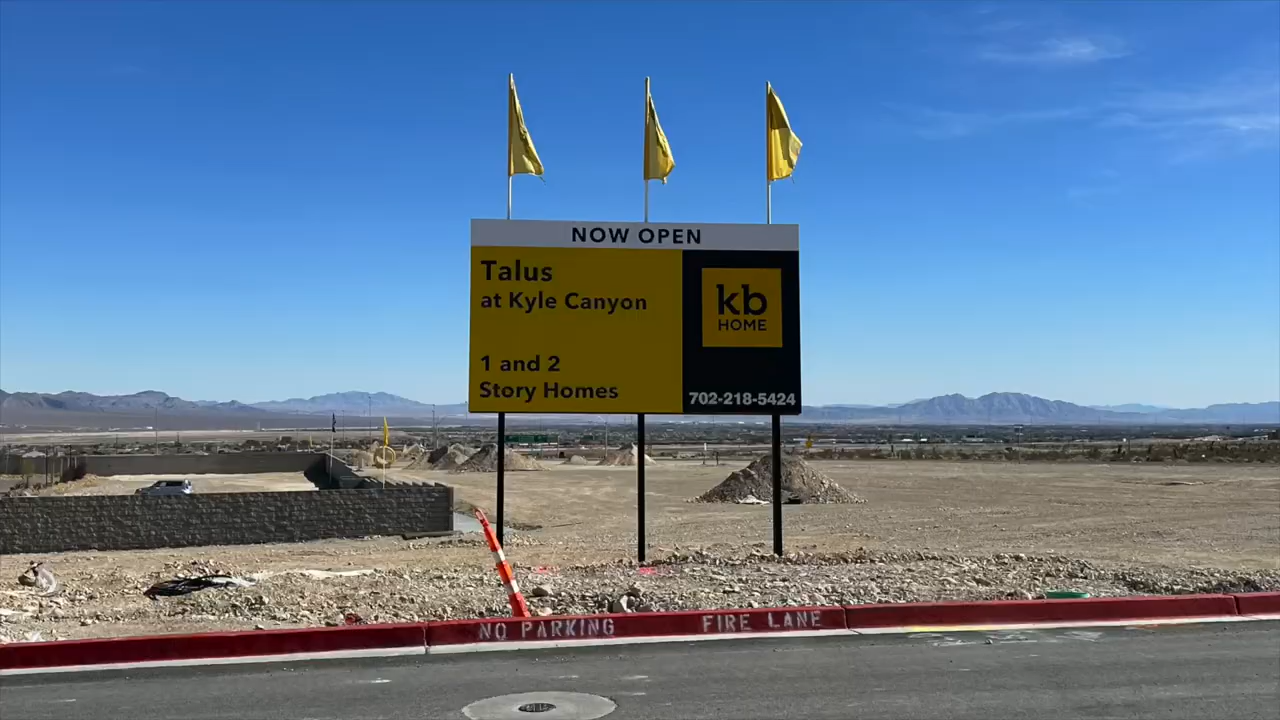 NOW OPEN
Talus
at Kyle Canyon
1 and 2
Story Homes
kb
HOME
702-218-5424
NO PARKING FIRE LANE